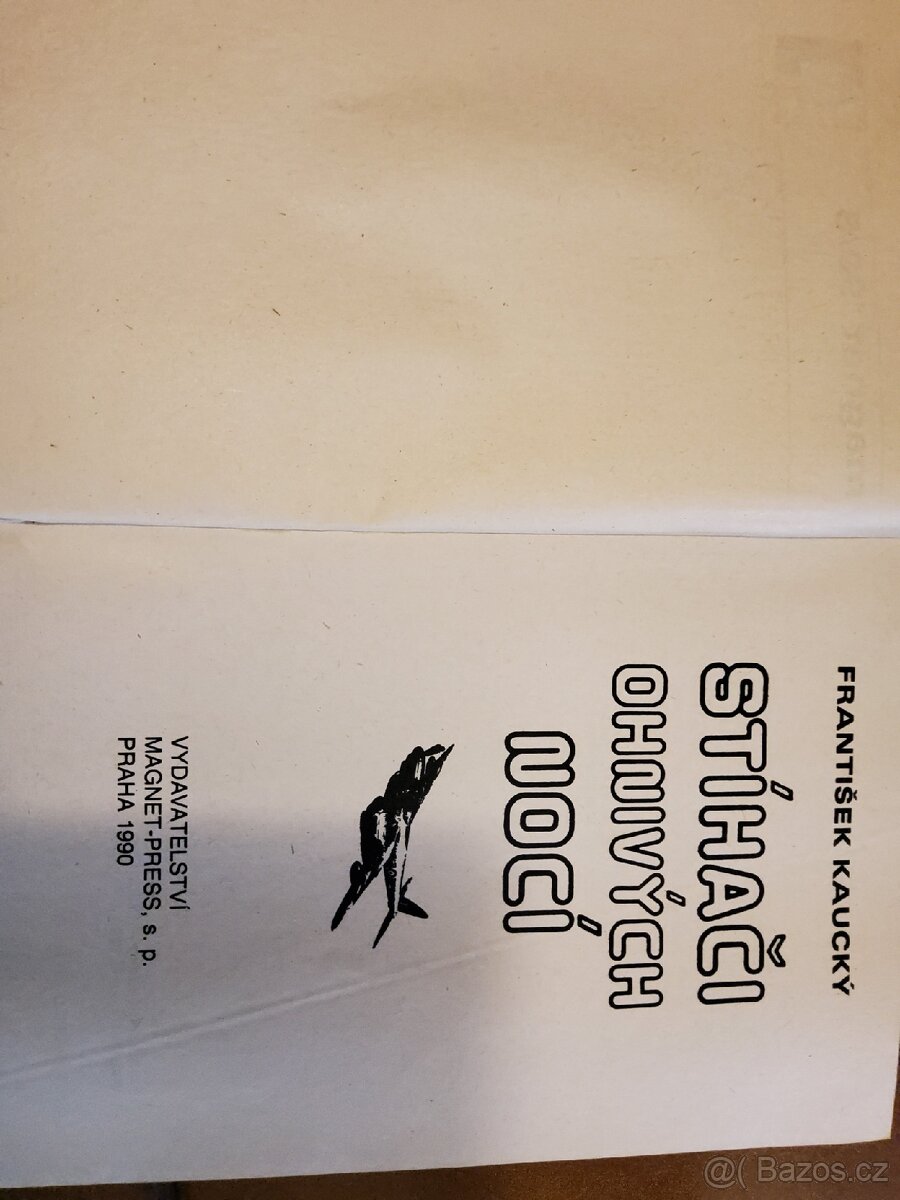 FRANTIŠEK KAUCKÝ
STÍHAČI
OHNIVÝCH
NOCÍ
VYDAVATELSTVÍ
MAGNET-PRESS, s. p.
PRAHA 1990
@( Bazos.cz